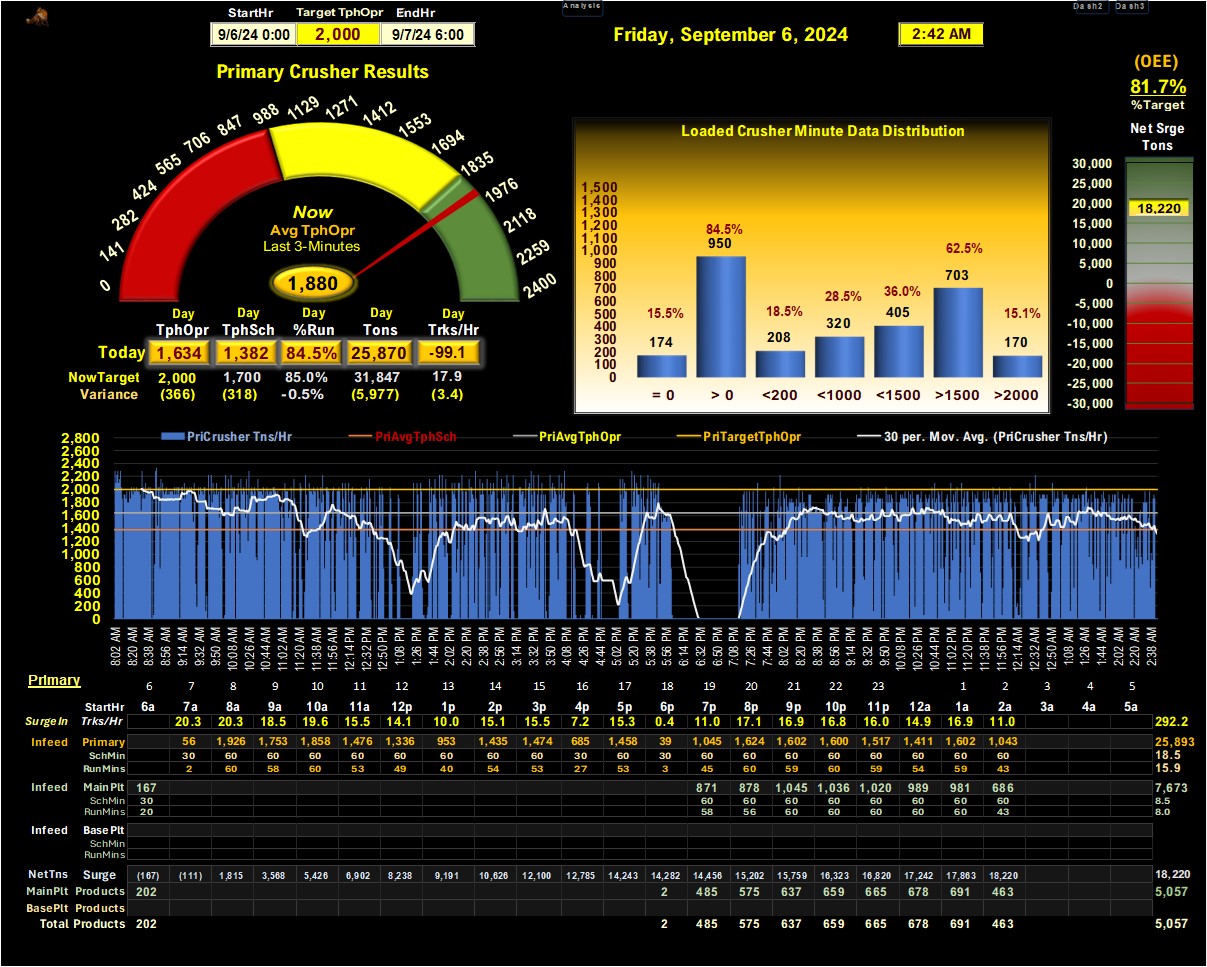 Analysis
Dash2 Dash3
StartHr Target TphOpr EndHr
9/6/24 0:00 2,000 9/7/24 6:00
Friday, September 6, 2024 2:42 AM
(OEE)
81.7%
%Target
Net Srge
Tons
Primary Crusher Results
0 141 282 424 565 706 847 988 1129 1271 1412 1553 1694 1835 1976 2118 2259 2400
Now
Avg TphOpr
Last 3-Minutes
1,880
Day Day Day Day Day
TphOpr TphSch %Run Tons Trks/Hr
Today 1,634 1,382 84.5% 25,870 -99.1
NowTarget 2,000 1,700 85.0% 31,847 17.9
Variance (366) (318) -0.5% (5,977) (3.4)
Loaded Crusher Minute Data Distribution
1,500
1,400
1,300
1,200
1,100
1,000
900
800
700
600
500
400
300
200
100
0
15.5% 84.5% 18.5% 28.5% 36.0% 62.5% 15.1%
174 950 208 320 405 703 170
= 0 > 0 <200 <1000 <1500 >1500 >2000
30,000
25,000
20,000
18,220
15,000
10,000
5,000
0
-5,000
-10,000
-15,000
-20,000
-25,000
-30,000
PriCrusher Tns/Hr PriAvgTphSch PriAvgTphOpr PriTargetTphOpr 30 per. Mov. Avg. (PriCrusher Tns/Hr)
2,800
2,600
2,400
2,200
2,000
1,800
1,600
1,400
1,200
1,000
800
600
400
200
0
8:02 AM 8:20 AM 8:38 AM 8:56 AM 9:14 AM 9:32 AM 9:50 AM 10:08 AM 10:26 AM 10:44 AM 11:02 AM 11:20 AM 11:38 AM 11:56 AM 12:14 PM 12:32 PM 12:50 PM 1:08 PM 1:26 PM 1:44 PM 2:02 PM 2:20 PM 2:38 PM 2:56 PM 3:14 PM 3:32 PM 3:50 PM 4:08 PM 4:26 PM 4:44 PM 5:02 PM 5:20 PM 5:38 PM 5:56 PM 6:14 PM 6:32 PM 6:50 PM 7:08 PM 7:26 PM 7:44 PM 8:02 PM 8:20 PM 8:38 PM 8:56 PM 9:14 PM 9:32 PM 9:50 PM 10:08 PM 10:26 PM 10:44 PM 11:02 PM 11:20 PM 11:38 PM 11:56 PM 12:14 AM 12:32 AM 12:50 AM 1:08 AM 1:26 AM 1:44 AM 2:02 AM 2:20 AM 2:38 AM
Primary
6 7 8 9 10 11 12 13 14 15 16 17 18 19 20 21 22 23 1 2 3 4 5
StartHr 6a 7a 8a 9a 10a 11a 12p 1p 2p 3p 4p 5p 6p 7p 8p 9p 10p 11p 12a 1a 2a 3a 4a 5a
SurgeIn Trks/Hr 20.3 20.3 18.5 19.6 15.5 14.1 10.0 15.1 15.5 7.2 15.3 0.4 11.0 17.1 16.9 16.8 16.0 14.9 16.9 11.0 292.2
Infeed Primary 56 1,926 1,753 1,858 1,476 1,336 953 1,435 1,474 685 1,458 39 1,045 1,624 1,602 1,600 1,517 1,411 1,602 1,043 25,893
SchMin 30 60 60 60 60 60 60 60 60 30 60 30 60 60 60 60 60 60 60 60 18.5
RunMins 2 60 58 60 53 49 40 54 53 27 53 3 45 60 59 60 59 54 59 43 15.9
Infeed MainPlt 167 871 878 1,045 1,036 1,020 989 981 686 7,673
SchMin 30 60 60 60 60 60 60 60 60 8.5
RunMins 20 58 56 60 60 60 60 60 43 8.0
Infeed BasePlt
SchMin
RunMins
NetTns Surge (167) (111) 1,815 3,568 5,426 6,902 8,238 9,191 10,626 12,100 12,785 14,243 14,282 14,456 15,202 15,759 16,323 16,820 17,242 17,863 18,220 18,220
MainPlt Products 202 2 485 575 637 659 665 678 691 463 5,057
BasePlt Products
Total Products 202 2 485 575 637 659 665 678 691 463 5,057